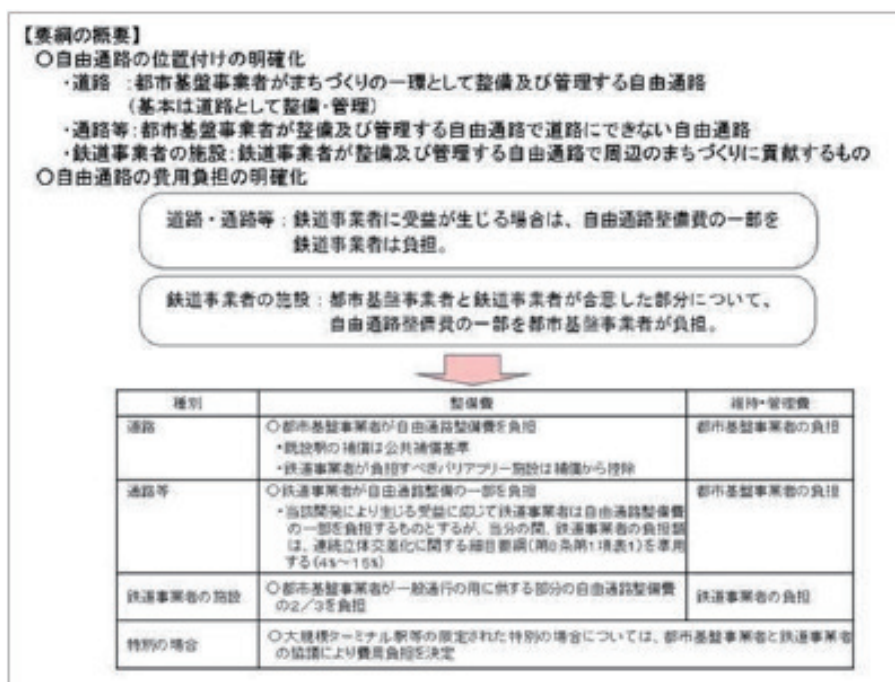 【要綱の概要】
○自由通路の位置付けの明確化
・道路 :都市基盤事業者がまちづくりの一環として整備及び管理する自由通路
(基本は道路として整備・管理)
・通路等:都市基盤事業者が整備及び管理する自由通路で道路にできない自由通路
・鉄道事業者の施設:鉄道事業者が整備及び管理する自由通路で周辺のまちづくりに貢献するもの
○自由通路の費用負担の明確化
道路・通路等:鉄道事業者に受益が生じる場合は、自由通路整備費の一部を
鉄道事業者は負担。
鉄道事業者の施設:都市基盤事業者と鉄道事業者が合意した部分について、
自由通路整備費の一部を都市基盤事業者が負担。
種別 整備費 維持・管理費
道路 ○都市基盤事業者が自由通路整備費を負担 都市基盤事業者の負担
・既設駅の補償は公共補償基準
・鉄道事業者が負担すべきバリアフリー施設は補償から控除
通路等 ○鉄道事業者が自由通路整備の一部を負担 都市基盤事業者の負担
・当該開発により生じる受益に応じて鉄道事業者は自由通路整備費
の一部を負担するものとするが、当分の間、鉄道事業者の負担額
は、連続立体交差化に関する細目要綱(第8条第1項表1)を準用
する(4%~15%)
鉄道事業者の施設 ○都市基盤事業者が一般通行の用に供する部分の自由通路整備費 鉄道事業者の負担
の2/3を負担
特別の場合 ○大規模ターミナル駅等の限定された特別の場合については、都市基盤事業者と鉄道事業者
の協議により費用負担を決定